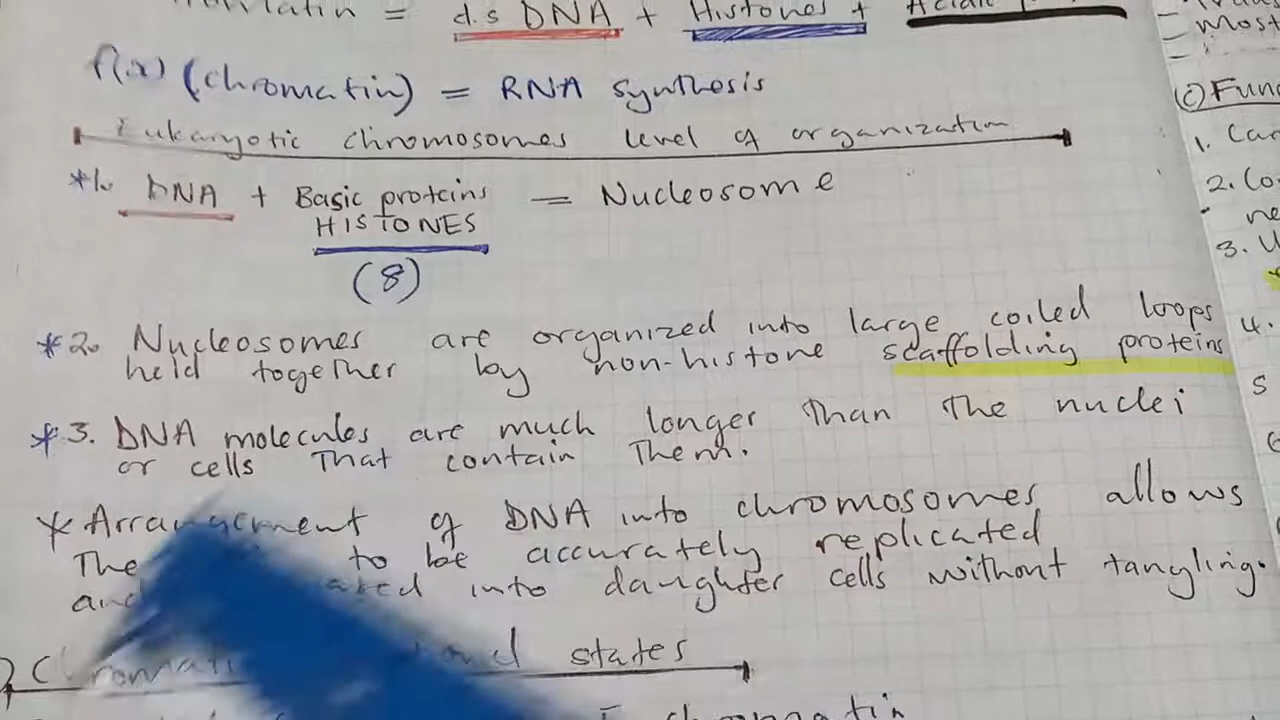 = d.s DNA + Histones +
f(x) (chromatin) = RNA synthesis
Eukaryotic chromosomes level of organization
*1. DNA + Basic proteins = Nucleosome
HISTONES
(8)
*2. Nucleosomes are organized into large coiled loops
held together by non-histone scaffolding proteins
*3. DNA molecules are much longer than the nuclei
or cells that contain them.
* Arrangement of DNA into chromosomes allows
The to be accurately replicated
into daughter cells without tangling.
states
Most
1.
2.
3.
4.